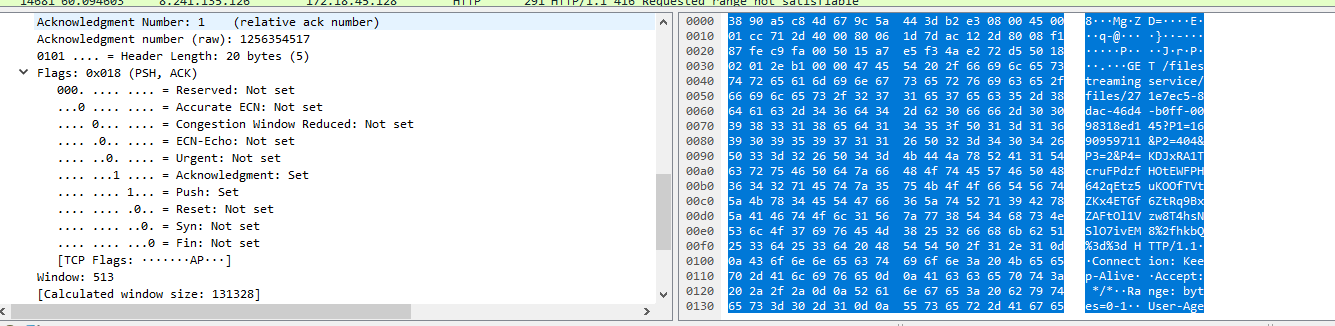 14681 60.094603 8.241.135.126 172.18.45.128 HTTP 291 HTTP/1.1 416 Requested range not satisfiable
Acknowledgment Number: 1    (relative ack number)
Acknowledgment number (raw): 1256354517
0101 .... = Header Length: 20 bytes (5)
Flags: 0x018 (PSH, ACK)
000. .... .... = Reserved: Not set
...0 .... .... = Accurate ECN: Not set
.... 0... .... = Congestion Window Reduced: Not set
.... .0.. .... = ECN-Echo: Not set
.... ..0. .... = Urgent: Not set
.... ...1 .... = Acknowledgment: Set
.... .... 1... = Push: Set
.... .... .0.. = Reset: Not set
.... .... ..0. = Syn: Not set
.... .... ...0 = Fin: Not set
[TCP Flags: ·······AP···]
Window: 513
[Calculated window size: 131328]
0000 38 90 a5 c8 4d 67 9c 5a 44 3d b2 e3 08 00 45 00 8···Mg·Z D=····E·
0010 01 cc 71 2d 40 00 80 06 1d 7d ac 12 2d 80 08 f1 ··q-@··· ·}··-···
0020 87 fe c9 fa 00 50 15 a7 e5 f3 4a e2 72 d5 50 18 ·····P·· ··J·r·P·
0030 02 01 2e b1 00 00 47 45 54 20 2f 66 69 6c 65 73 ··.···GE T /files
0040 74 72 65 61 6d 69 6e 67 73 65 72 76 69 63 65 2f treaming service/
0050 66 69 6c 65 73 2f 32 37 31 65 37 65 63 35 2d 38 files/27 1e7ec5-8
0060 64 61 63 2d 34 36 64 34 2d 62 30 66 66 2d 30 30 dac-46d4 -b0ff-00
0070 39 38 33 31 38 65 64 31 34 35 3f 50 31 3d 31 36 98318ed1 45?P1=16
0080 39 30 39 35 39 37 31 31 26 50 32 3d 34 30 34 26 90959711 &P2=404&
0090 50 33 3d 32 26 50 34 3d 4b 44 4a 78 52 41 31 54 P3=2&P4= KDJxRA1T
00a0 63 72 75 46 50 64 7a 66 48 4f 74 45 57 46 50 48 cruFPdzf HOtEWFPH
00b0 36 34 32 71 45 74 7a 35 75 4b 4f 4f 66 54 56 74 642qEtz5 uKOOfTVt
00c0 5a 4b 78 34 45 54 47 66 36 5a 74 52 71 39 42 78 ZKx4ETGf 6ZtRq9Bx
00d0 5a 41 46 74 4f 6c 31 56 7a 77 38 54 34 68 73 4e ZAFtOl1V zw8T4hsN
00e0 53 6c 4f 37 69 76 45 4d 38 25 32 66 68 6b 62 51 SlO7ivEM 8%2fhkbQ
00f0 25 33 64 25 33 64 20 48 54 54 50 2f 31 2e 31 0d %3d%3d H TTP/1.1·
0100 0a 43 6f 6e 6e 65 63 74 69 6f 6e 3a 20 4b 65 65 ·Connect ion: Kee
0110 70 2d 41 6c 69 76 65 0d 0a 41 63 63 65 70 74 3a p-Alive· ·Accept:
0120 20 2a 2f 2a 0d 0a 52 61 6e 67 65 3a 20 62 79 74 */*··Ra nge: byt
0130 65 73 3d 30 2d 31 0d 0a 55 73 65 72 2d 41 67 65 es=0-1·· User-Age